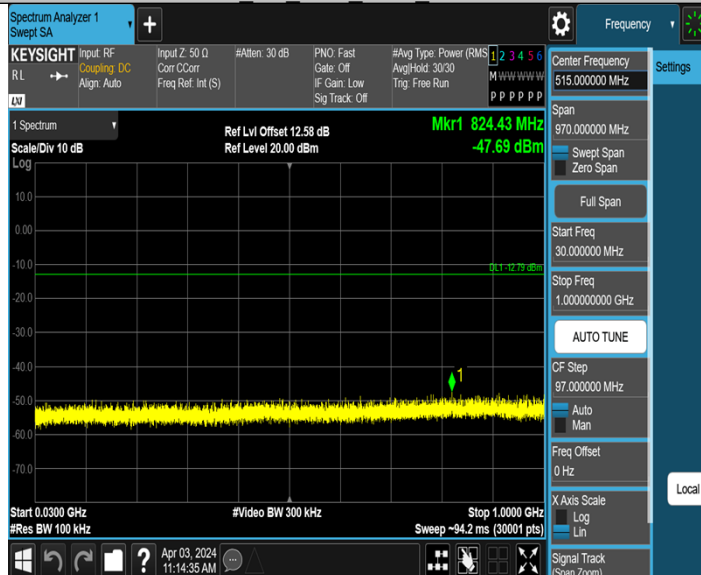 Spectrum Analyzer 1
Swept SA
+
Frequency
KEYSIGHT
RL
LXI
Input: RF
Coupling: DC
Align: Auto
Input Z: 50 Ω
Corr CCorr
Freq Ref: Int (S)
#Atten: 30 dB
PNO: Fast
Gate: Off
IF Gain: Low
Sig Track: Off
#Avg Type: Power (RMS
Avg|Hold: 30/30
Trig: Free Run
1 2 3 4 5 6
M W W W W W
P P P P P P
Center Frequency
515.000000 MHz
Settings
Span
970.000000 MHz
Swept Span
Zero Span
Full Span
Start Freq
30.000000 MHz
Stop Freq
1.000000000 GHz
AUTO TUNE
CF Step
97.000000 MHz
Auto
Man
Freq Offset
0 Hz
X Axis Scale
Log
Lin
Signal Track
(Span Zoom)
Local
1 Spectrum
Scale/Div 10 dB
Log
Ref Lvl Offset 12.58 dB
Ref Level 20.00 dBm
Mkr1 824.43 MHz
-47.69 dBm
10.0
0.00
-10.0
DL1 -12.79 dBm
-20.0
-30.0
-40.0
1
-50.0
-60.0
-70.0
Start 0.0300 GHz
#Res BW 100 kHz
#Video BW 300 kHz
Stop 1.0000 GHz
Sweep ~94.2 ms (30001 pts)
?
Apr 03, 2024
11:14:35 AM